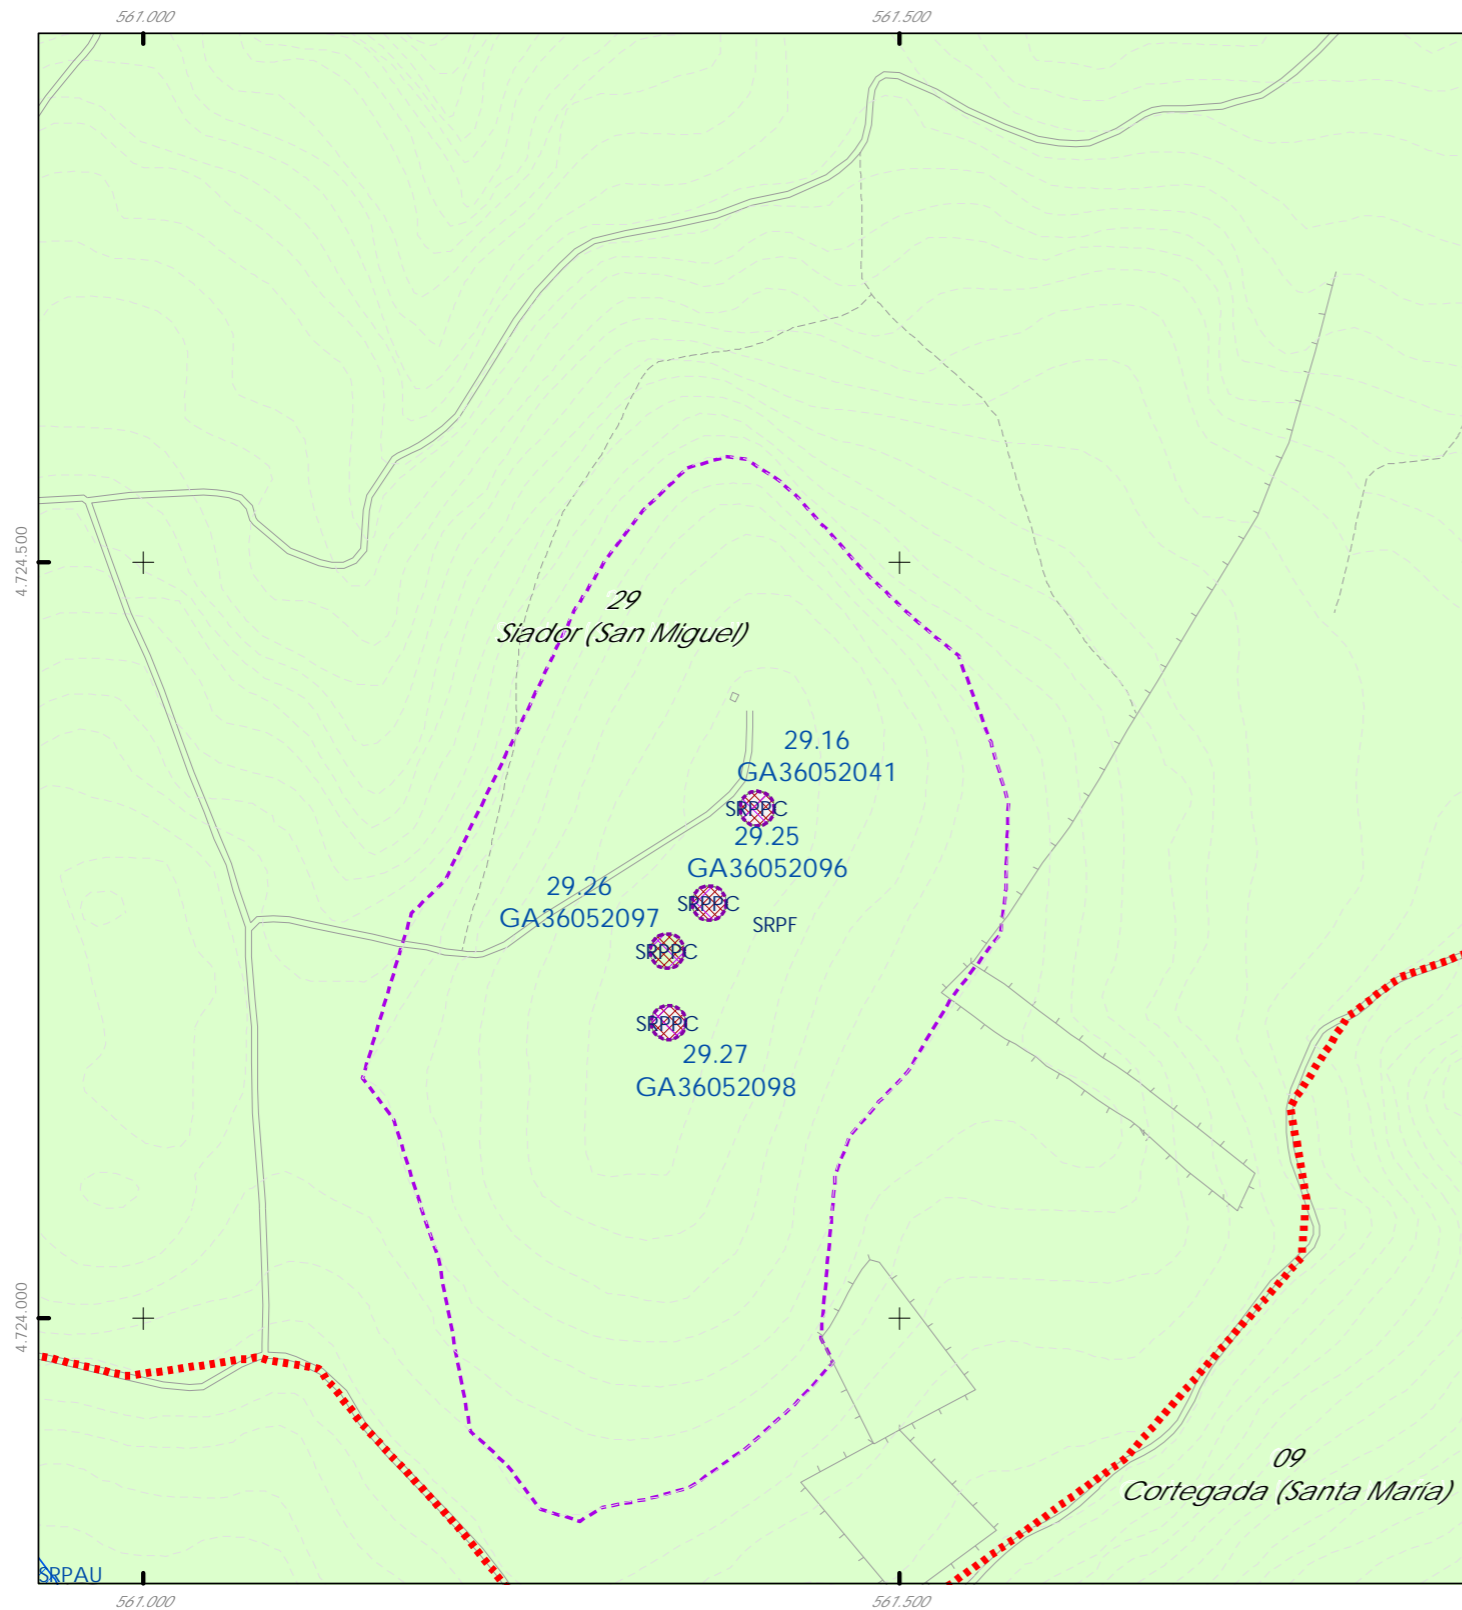 561.000
561.500
4.724.500
29
Siador (San Miguel)
29.16
GA36052041
SRPPC
29.25
GA36052096
29.26
SRPPC
GA36052097
SRPF
SRPPC
SRPPC
29.27
GA36052098
4.724.000
09
Cortegada (Santa María)
SRPAU
561.000
561.500